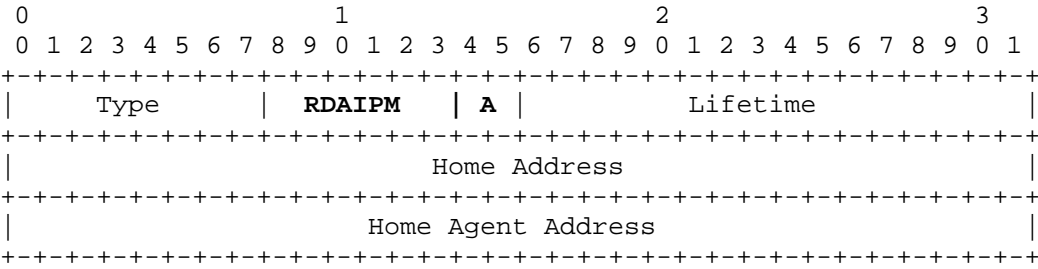 0                   1                   2                   3
 0 1 2 3 4 5 6 7 8 9 0 1 2 3 4 5 6 7 8 9 0 1 2 3 4 5 6 7 8 9 0 1
+-+-+-+-+-+-+-+-+-+-+-+-+-+-+-+-+-+-+-+-+-+-+-+-+-+-+-+-+-+-+-+-+
|     Type      |  RDAIPM   | A |          Lifetime             |
+-+-+-+-+-+-+-+-+-+-+-+-+-+-+-+-+-+-+-+-+-+-+-+-+-+-+-+-+-+-+-+-+
|                          Home Address                         |
+-+-+-+-+-+-+-+-+-+-+-+-+-+-+-+-+-+-+-+-+-+-+-+-+-+-+-+-+-+-+-+-+
|                      Home Agent Address                       |
+-+-+-+-+-+-+-+-+-+-+-+-+-+-+-+-+-+-+-+-+-+-+-+-+-+-+-+-+-+-+-+-+